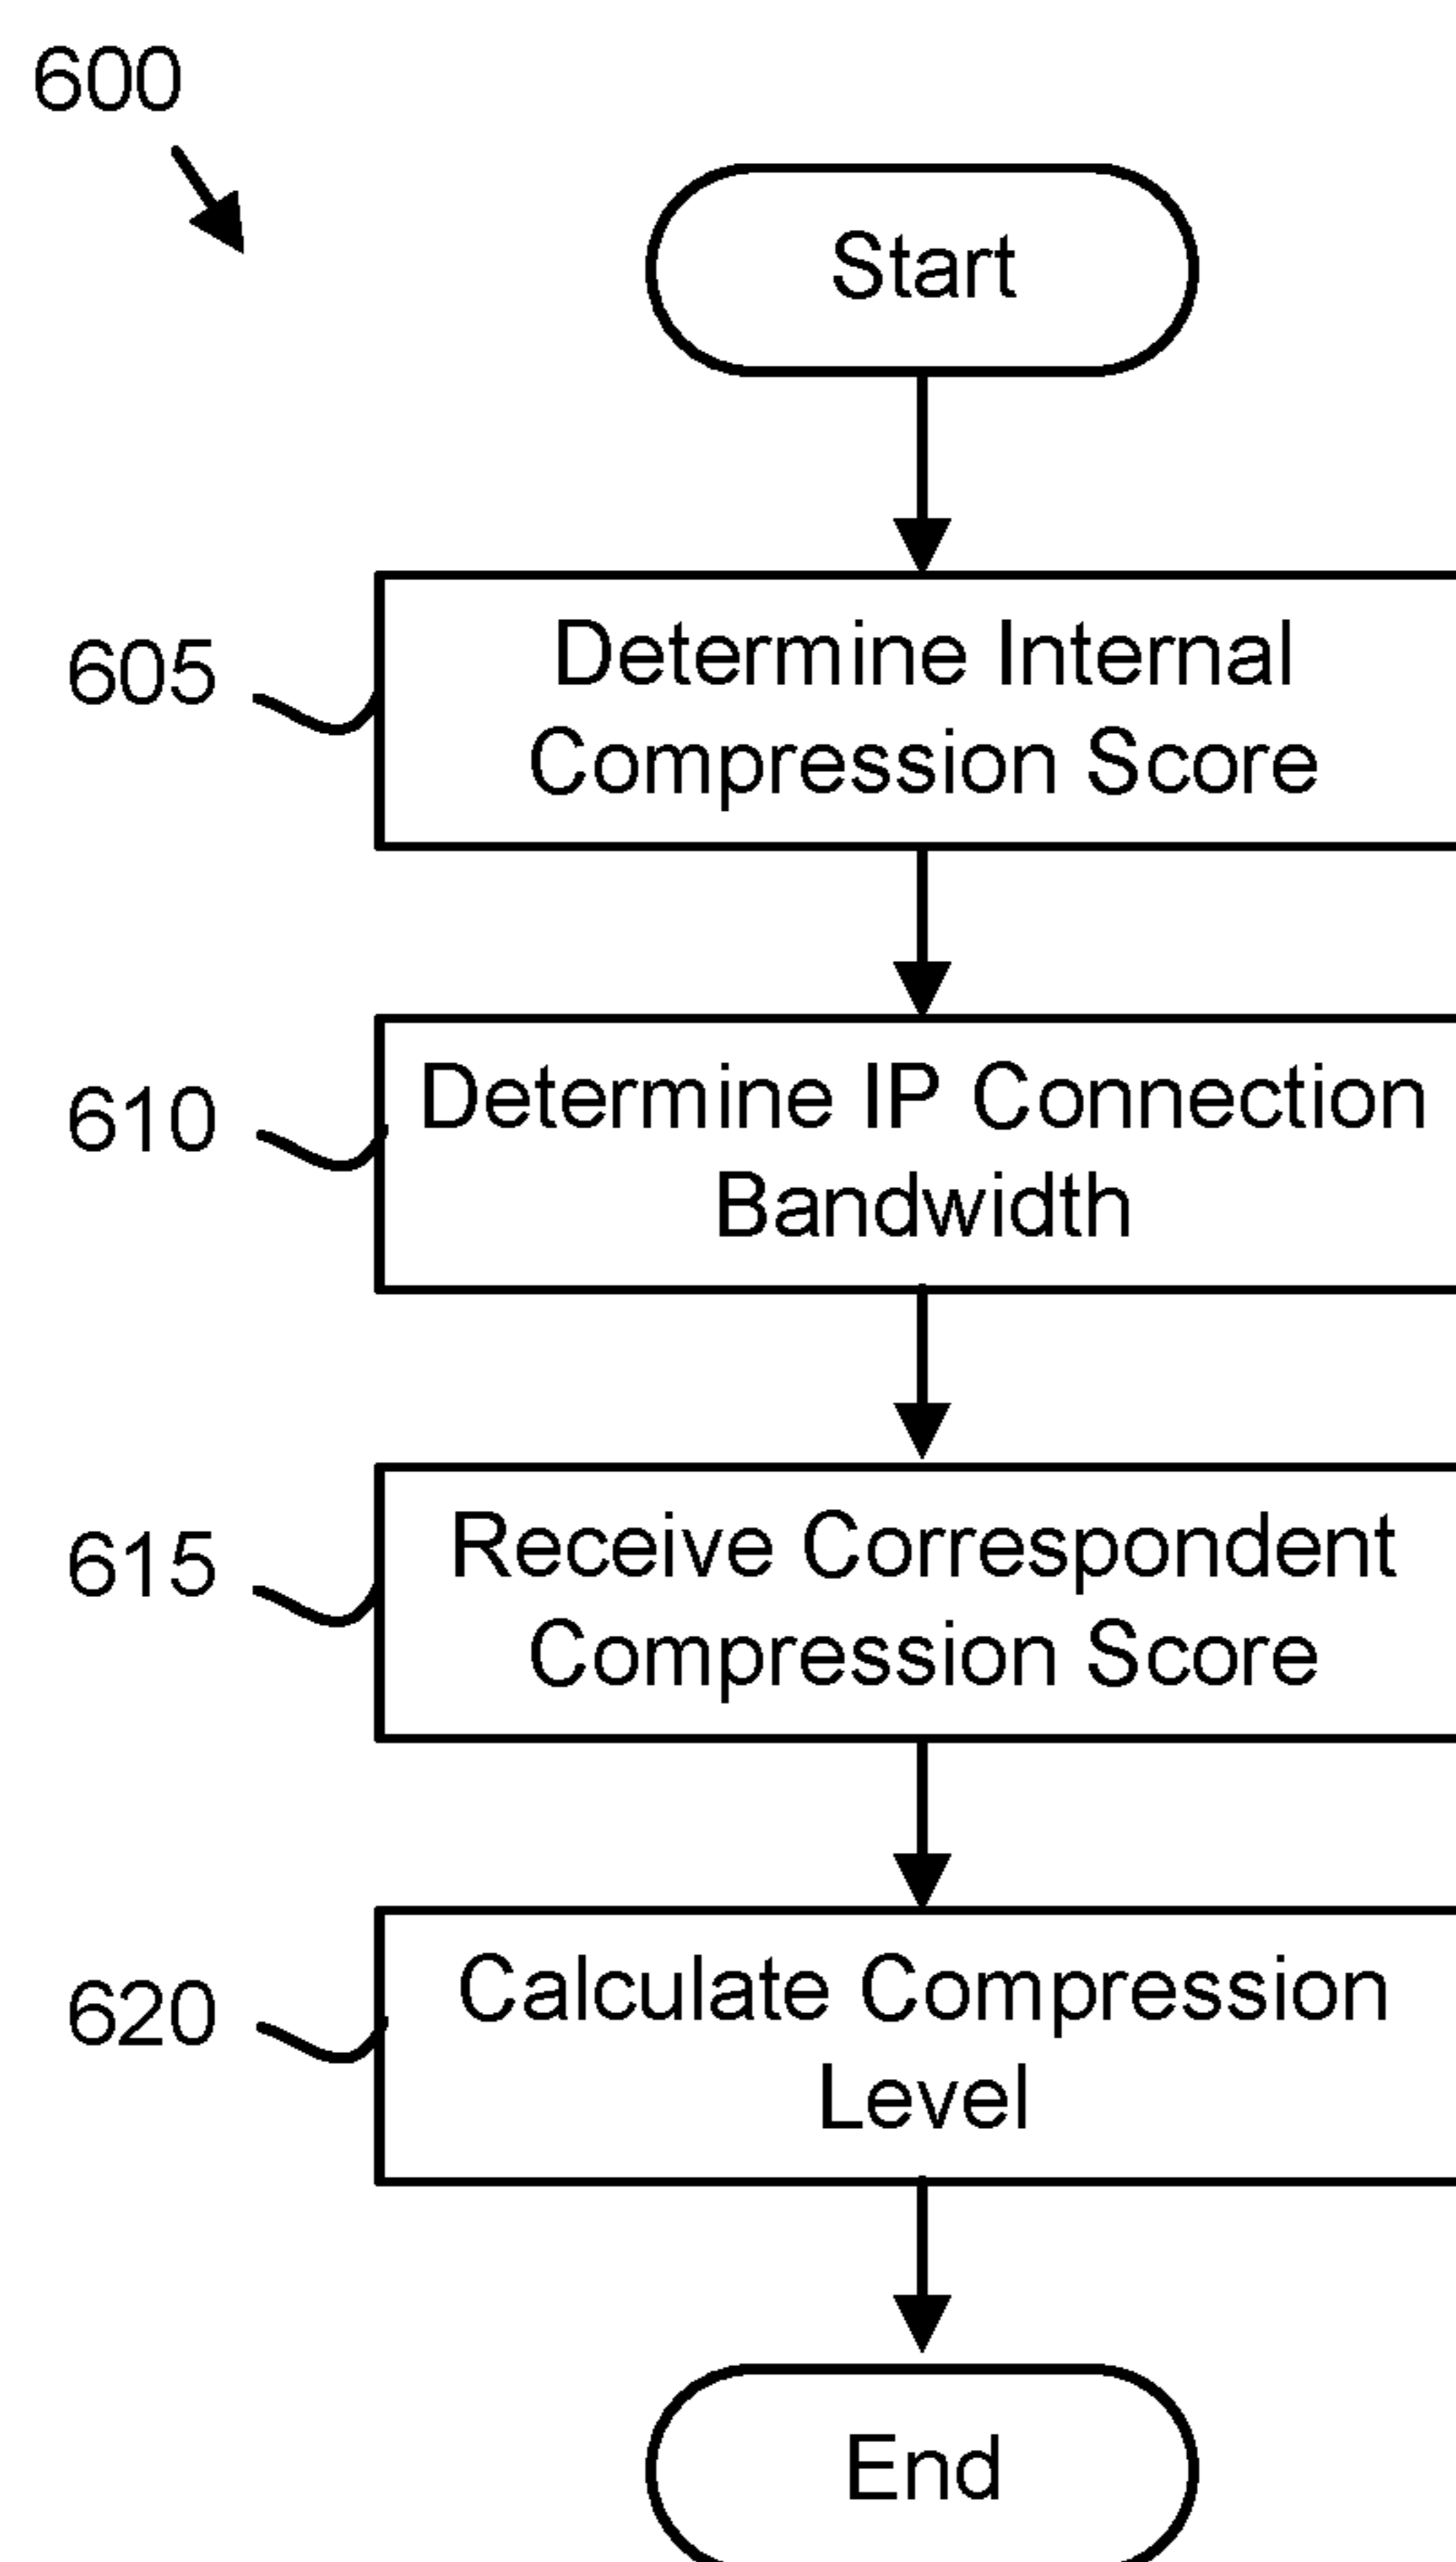 600
Start
605
Determine Internal
Compression Score
610
Determine IP Connection
Bandwidth
615
Receive Correspondent
Compression Score
620
Calculate Compression
Level
End